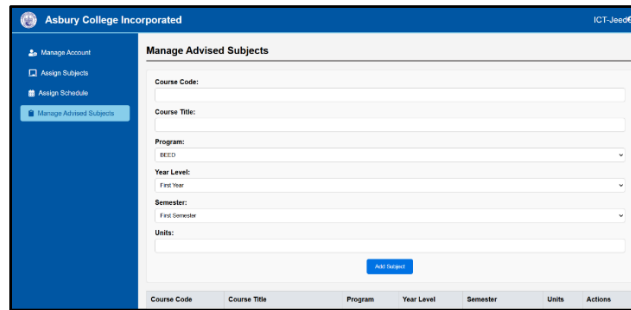 Asbury College Incorporated
ICT-Jeed
Manage Account
Assign Subjects
Assign Schedule
Manage Advised Subjects
Manage Advised Subjects
Course Code:
Course Title:
Program:
BEED
Year Level:
First Year
Semester:
First Semester
Units:
Add Subject
Course Code Course Title Program Year Level Semester Units Actions